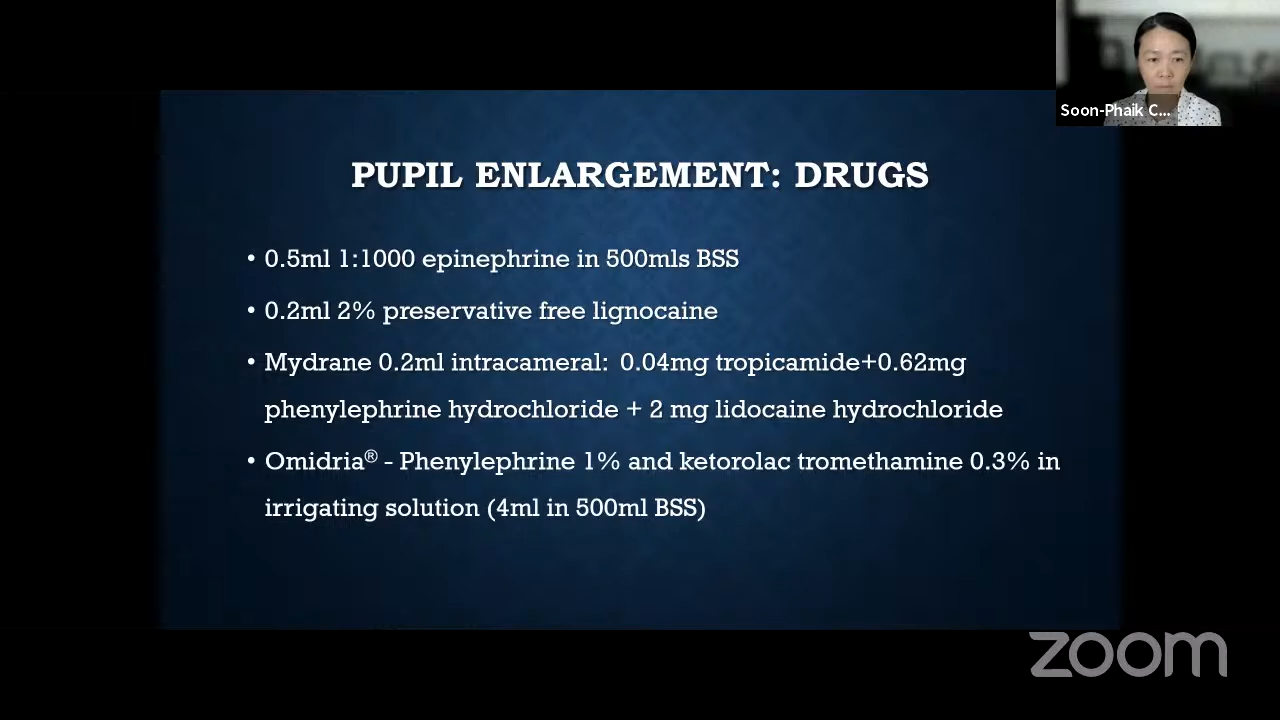 Soon-Phaik C...
PUPIL ENLARGEMENT: DRUGS
• 0.5ml 1:1000 epinephrine in 500mls BSS
• 0.2ml 2% preservative free lignocaine
• Mydrane 0.2ml intracameral: 0.04mg tropicamide+0.62mg
phenylephrine hydrochloride + 2 mg lidocaine hydrochloride
• Omidria® - Phenylephrine 1% and ketorolac tromethamine 0.3% in
irrigating solution (4ml in 500ml BSS)
zoom